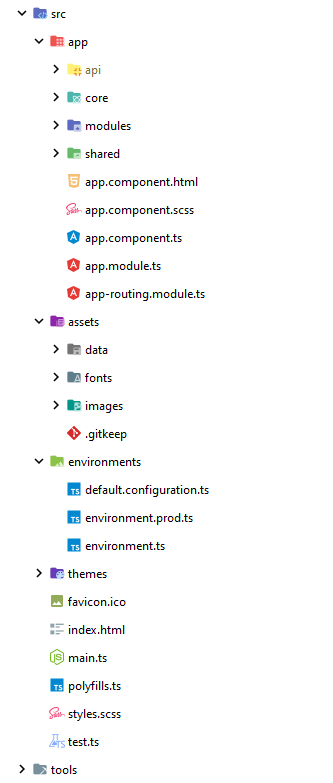 src
app
api
core
modules
shared
app.component.html
app.component.scss
app.component.ts
app.module.ts
app-routing.module.ts
assets
data
fonts
images
.gitkeep
environments
default.configuration.ts
environment.prod.ts
environment.ts
themes
favicon.ico
index.html
main.ts
polyfills.ts
styles.scss
test.ts
tools